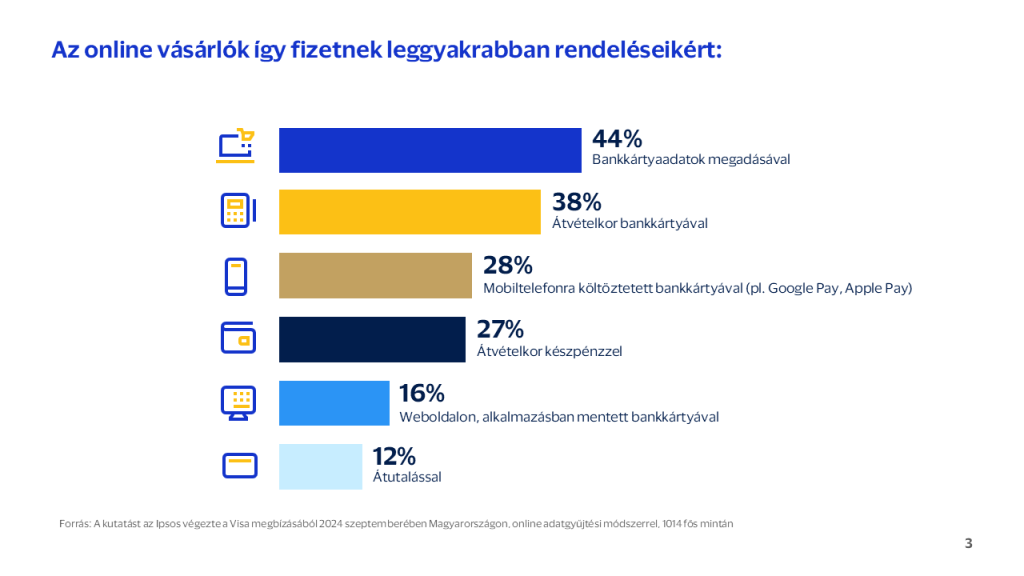 Az online vásárlók így fizetnek leggyakrabban rendeléseikért:
44%
Bankkártyaadatok megadásával
38%
Átvételkor bankkártyával
28%
Mobiltelefonra költöztetett bankkártyával (pl. Google Pay, Apple Pay)
27%
Átvételkor készpénzzel
16%
Weboldalon, alkalmazásban mentett bankkártyával
12%
Átutalással
Forrás: A kutatást az Ipsos végezte a Visa megbízásából 2024 szeptemberében Magyarországon, online adatgyűjtési módszerrel, 1014 fős mintán
3